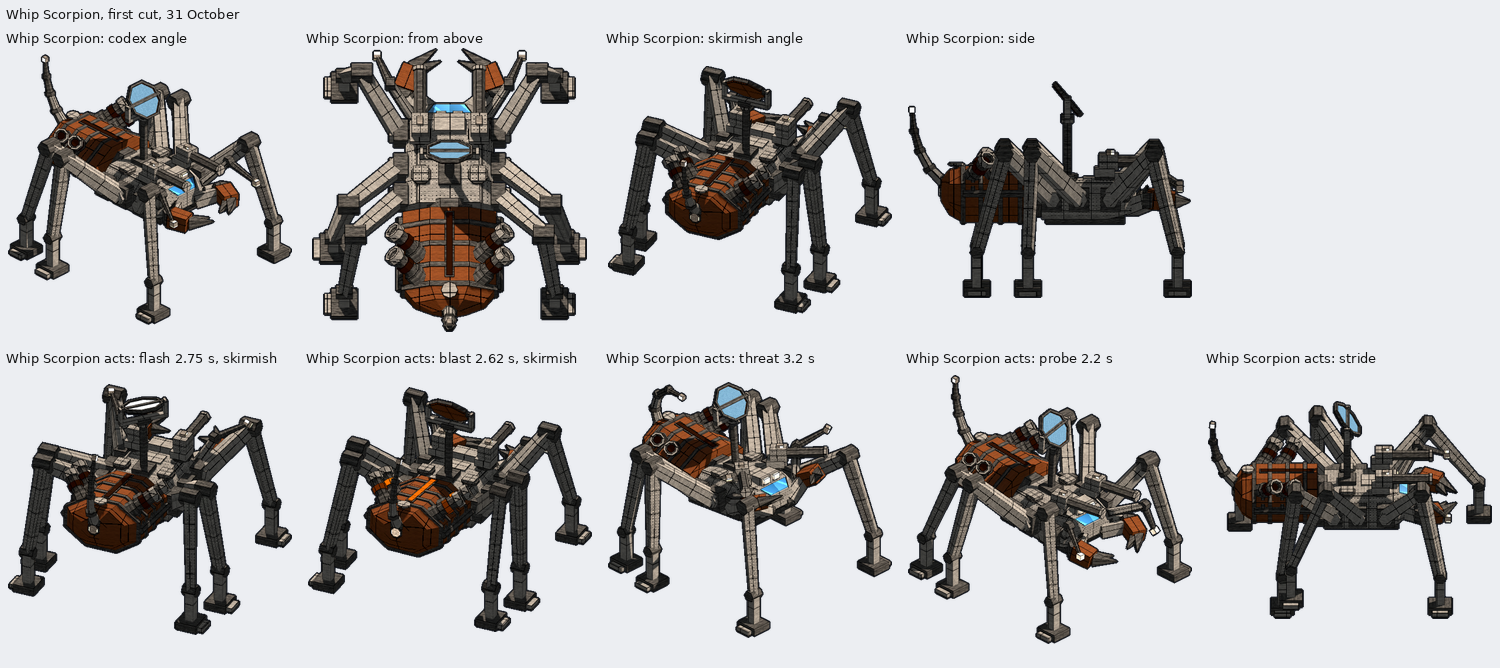 Whip Scorpion, first cut, 31 October
Whip Scorpion: codex angle
Whip Scorpion: from above
Whip Scorpion: skirmish angle
Whip Scorpion: side
Whip Scorpion acts: flash 2.75 s, skirmish
Whip Scorpion acts: blast 2.62 s, skirmish
Whip Scorpion acts: threat 3.2 s
Whip Scorpion acts: probe 2.2 s
Whip Scorpion acts: stride